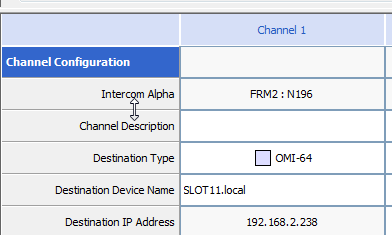 Channel 1
Channel Configuration
Intercom Alpha FRM2 : N196
Channel Description
Destination Type OMI-64
Destination Device Name SLOT11.local
Destination IP Address 192.168.2.238